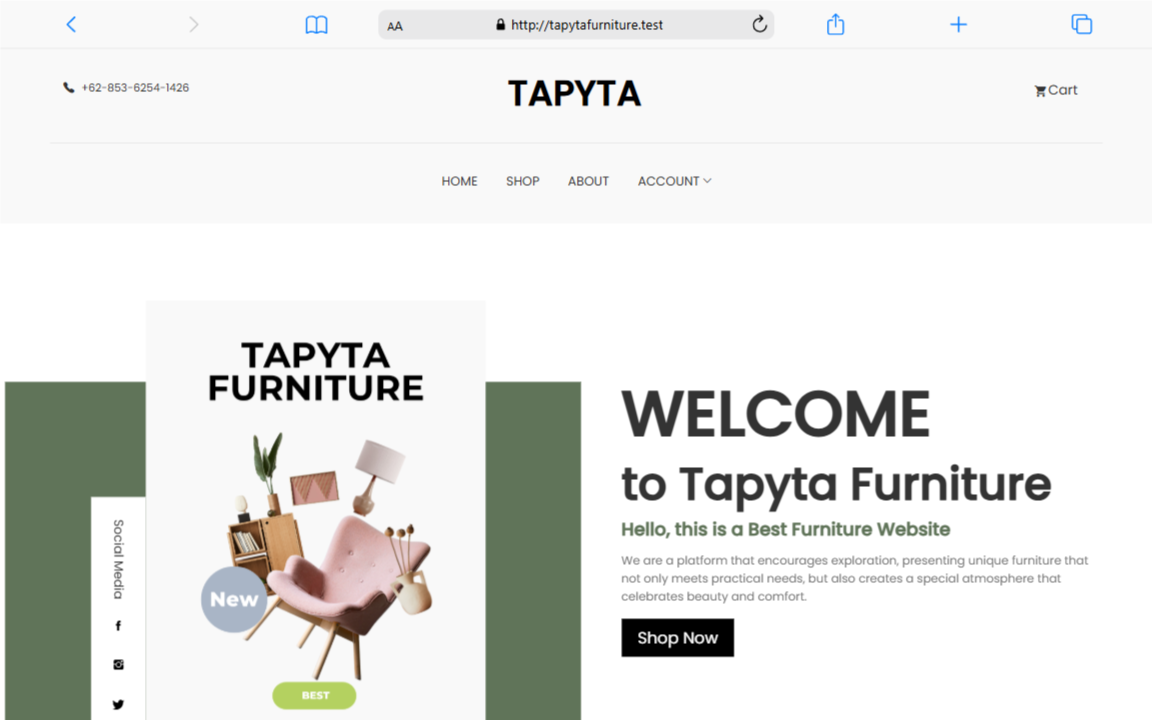 AA
http://tapytafurniture.test
+62-853-6254-1426
TAPYTA
Cart
HOME SHOP ABOUT ACCOUNT
TAPYTA
FURNITURE
New
BEST
Social Media
WELCOME
to Tapyta Furniture
Hello, this is a Best Furniture Website
We are a platform that encourages exploration, presenting unique furniture that
not only meets practical needs, but also creates a special atmosphere that
celebrates beauty and comfort.
Shop Now